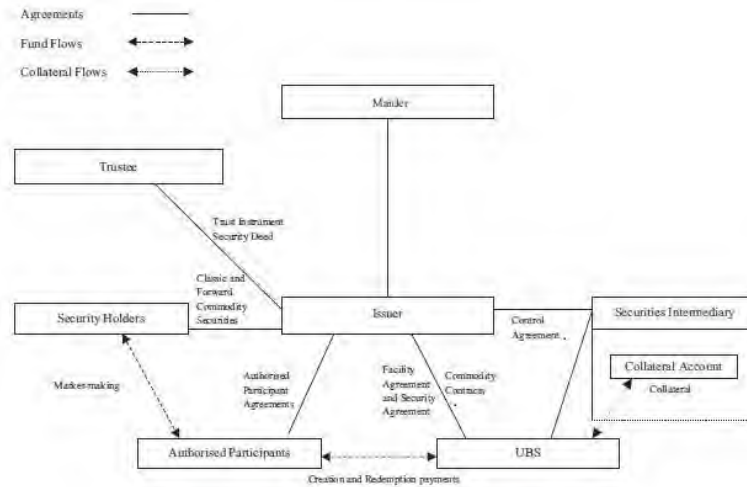 Agreements
Fund Flows
Collateral Flows
Manager
Trustee
Trust Instrument
Security Deed
Classic and
Forward
Commodity
Securities
Security Holders
Issuer
Control
Agreement
Securities Intermediary
Collateral Account
Collateral
Market-making
Authorised
Participant
Agreements
Facility
Agreement
and Security
Agreement
Commodity
Contracts
Authorised Participants
UBS
Creation and Redemption payments